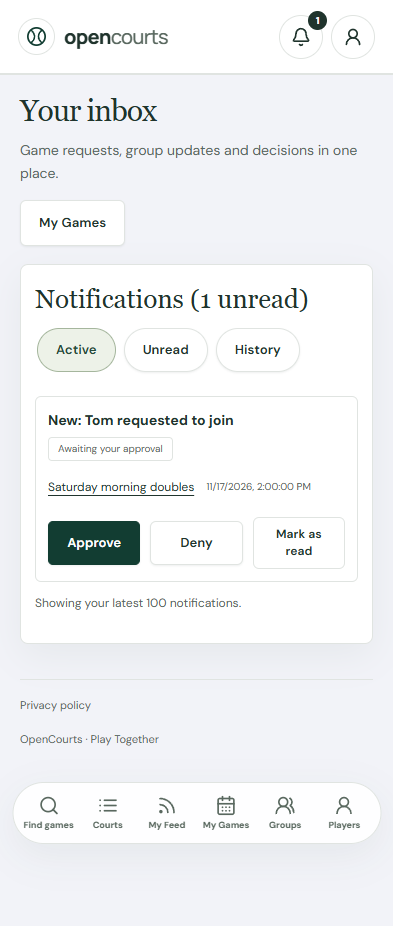 opencourts
1
Your inbox
Game requests, group updates and decisions in one
place.
My Games
Notifications (1 unread)
Active
Unread
History
New: Tom requested to join
Awaiting your approval
Saturday morning doubles 11/17/2026, 2:00:00 PM
Approve
Deny
Mark as
read
Showing your latest 100 notifications.
Privacy policy
OpenCourts · Play Together
Find games
Courts
My Feed
My Games
Groups
Players